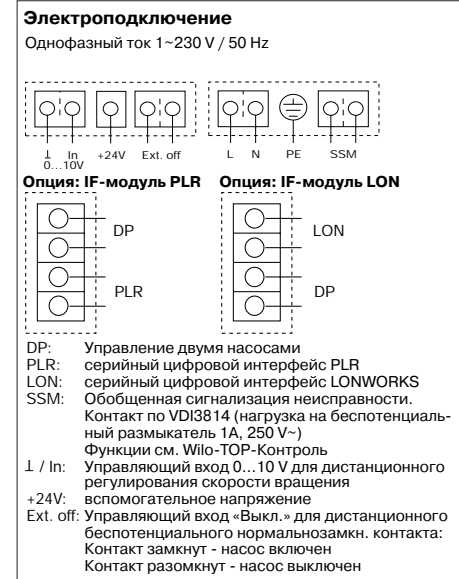 Электроподключение
Однофазный ток 1~230 V / 50 Hz
⊥ In +24V Ext. off L N PE SSM
0...10V
Опция: IF-модуль PLR Опция: IF-модуль LON
DP LON
PLR DP
DP: Управление двумя насосами
PLR: серийный цифровой интерфейс PLR
LON: серийный цифровой интерфейс LONWORKS
SSM: Обобщенная сигнализация неисправности.
Контакт по VDI3814 (нагрузка на беспотенциаль-
ный размыкатель 1A, 250 V~)
Функции см. Wilo-TOP-Контроль
⊥ / In: Управляющий вход 0...10 V для дистанционного
регулирования скорости вращения
+24V: вспомогательное напряжение
Ext. off: Управляющий вход «Выкл.» для дистанционного
беспотенциального нормальнозамкн. контакта:
Контакт замкнут - насос включен
Контакт разомкнут - насос выключен